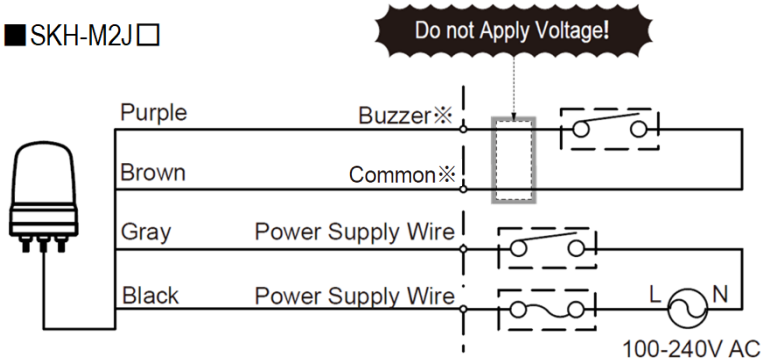 Do not Apply Voltage!
■ SKH-M2J□
Purple
Buzzer※
Brown
Common※
Gray
Power Supply Wire
Black
Power Supply Wire
L
N
100-240V AC